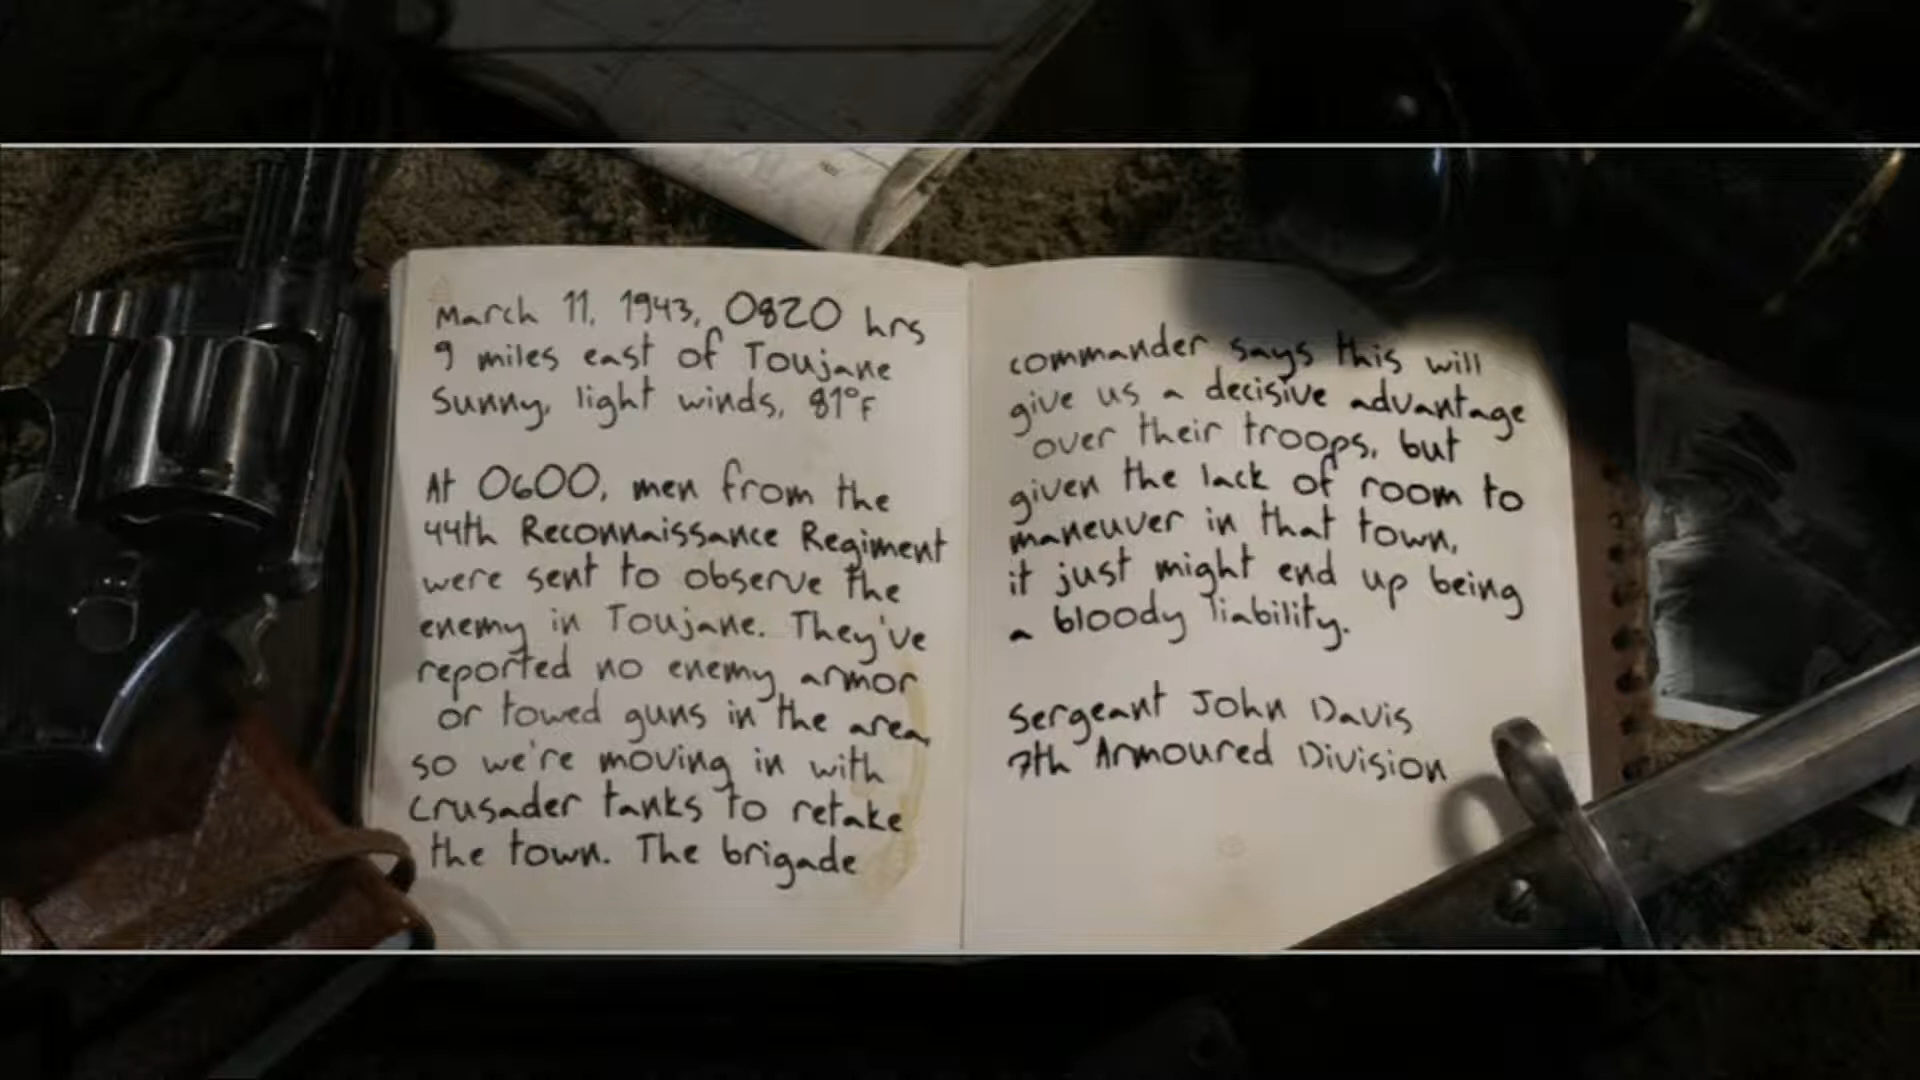 March 11, 1943, 0820 hrs
9 miles east of Toujane
Sunny, light winds, 81°F
At 0600, men from the
44th Reconnaissance Regiment
were sent to observe the
enemy in Toujane. They've
reported no enemy armor
or towed guns in the area
so we're moving in with
Crusader tanks to retake
the town. The brigade
commander says this will
give us a decisive advantage
over their troops, but
given the lack of room to
maneuver in that town,
it just might end up being
a bloody liability.
Sergeant John Davis
7th Armoured Division